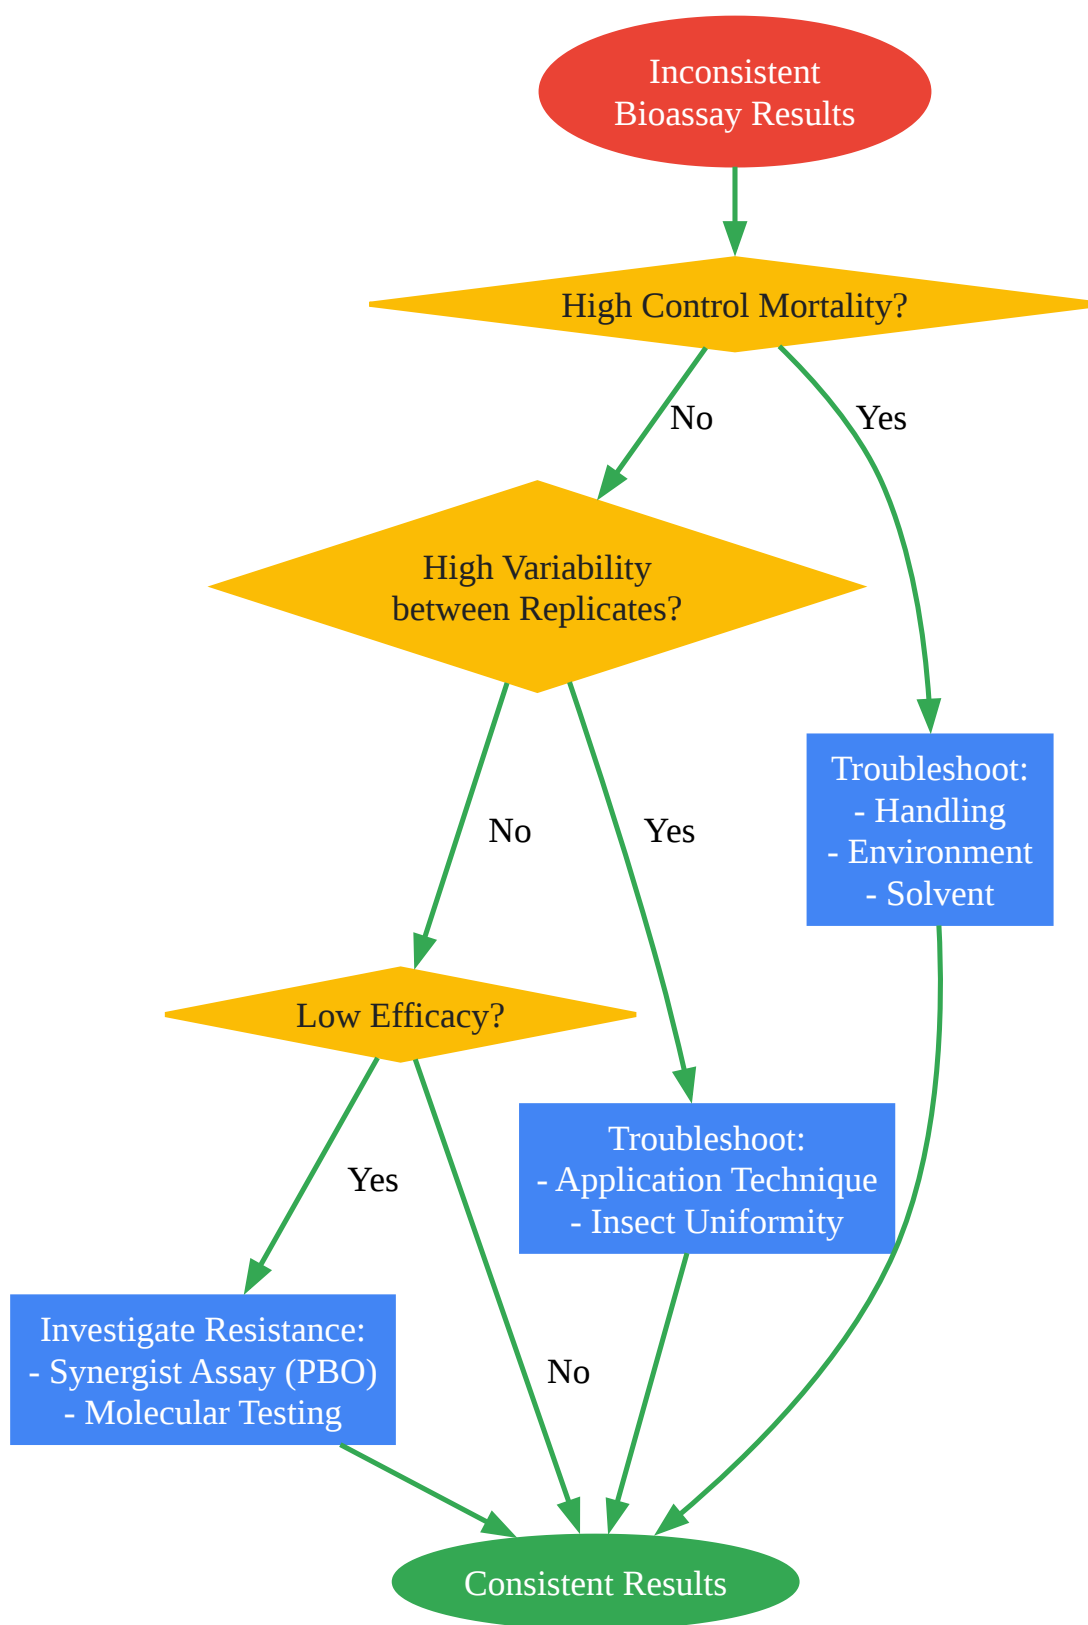 Inconsistent
Bioassay Results
High Control Mortality?
No
Yes
High Variability
between Replicates?
Troubleshoot:
- Handling
- Environment
- Solvent
No
Yes
Low Efficacy?
Troubleshoot:
- Application Technique
- Insect Uniformity
Yes
Investigate Resistance:
- Synergist Assay (PBO)
- Molecular Testing
No
Consistent Results